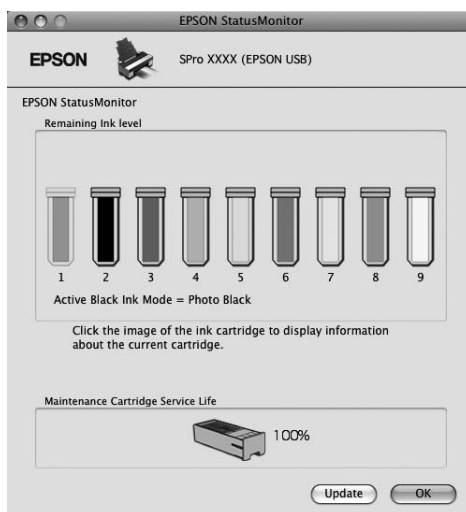 EPSON StatusMonitor
EPSON
SPro XXXX (EPSON USB)
EPSON StatusMonitor
Remaining Ink level
1 2 3 4 5 6 7 8 9
Active Black Ink Mode = Photo Black
Click the image of the ink cartridge to display information
about the current cartridge.
Maintenance Cartridge Service Life
100%
Update OK